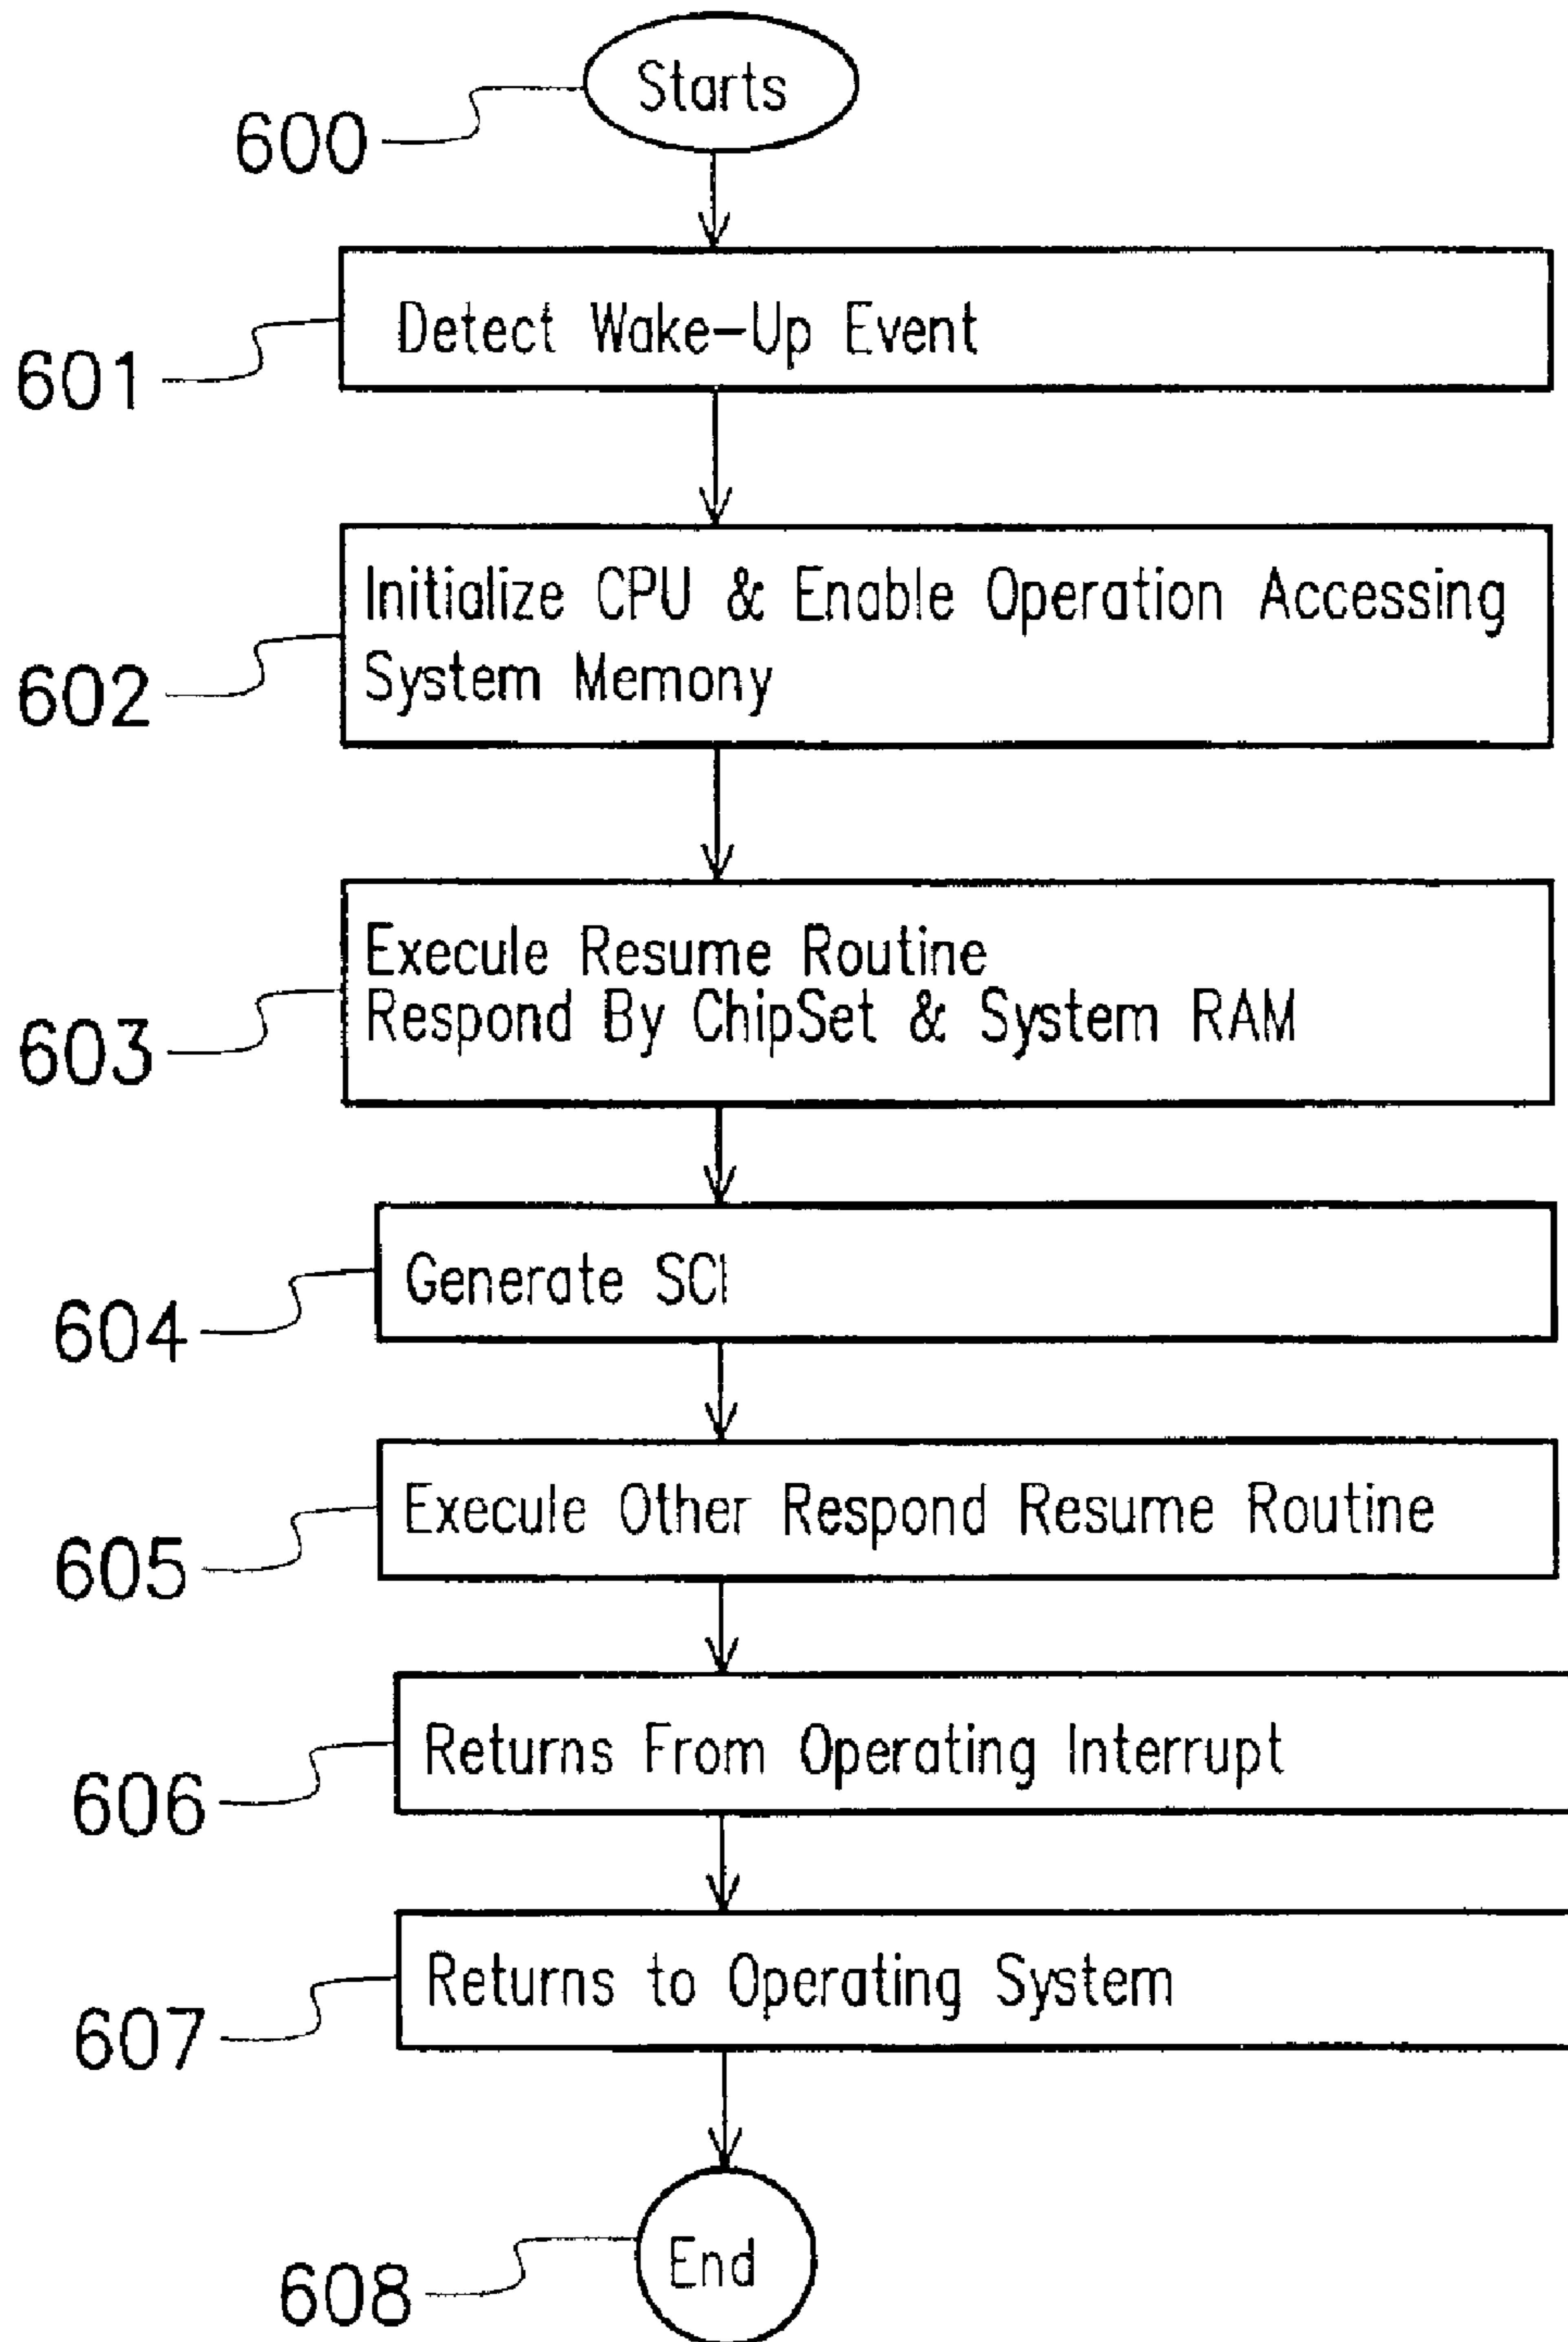 Starts
600
Detect Wake-Up Event
601
Initialize CPU & Enable Operation Accessing
System Memony
602
Execule Resume Routine
Respond By ChipSet & System RAM
603
Generate SCI
604
Execule Other Respond Resume Routine
605
Returns From Operating Interrupt
606
Returns to Operating System
607
End
608